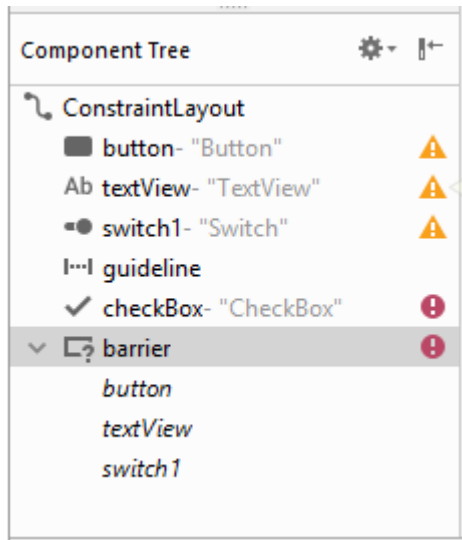 Component Tree
ConstraintLayout
button- "Button"
Ab textView- "TextView"
switch1- "Switch"
guideline
checkBox- "CheckBox"
barrier
button
textView
switch1